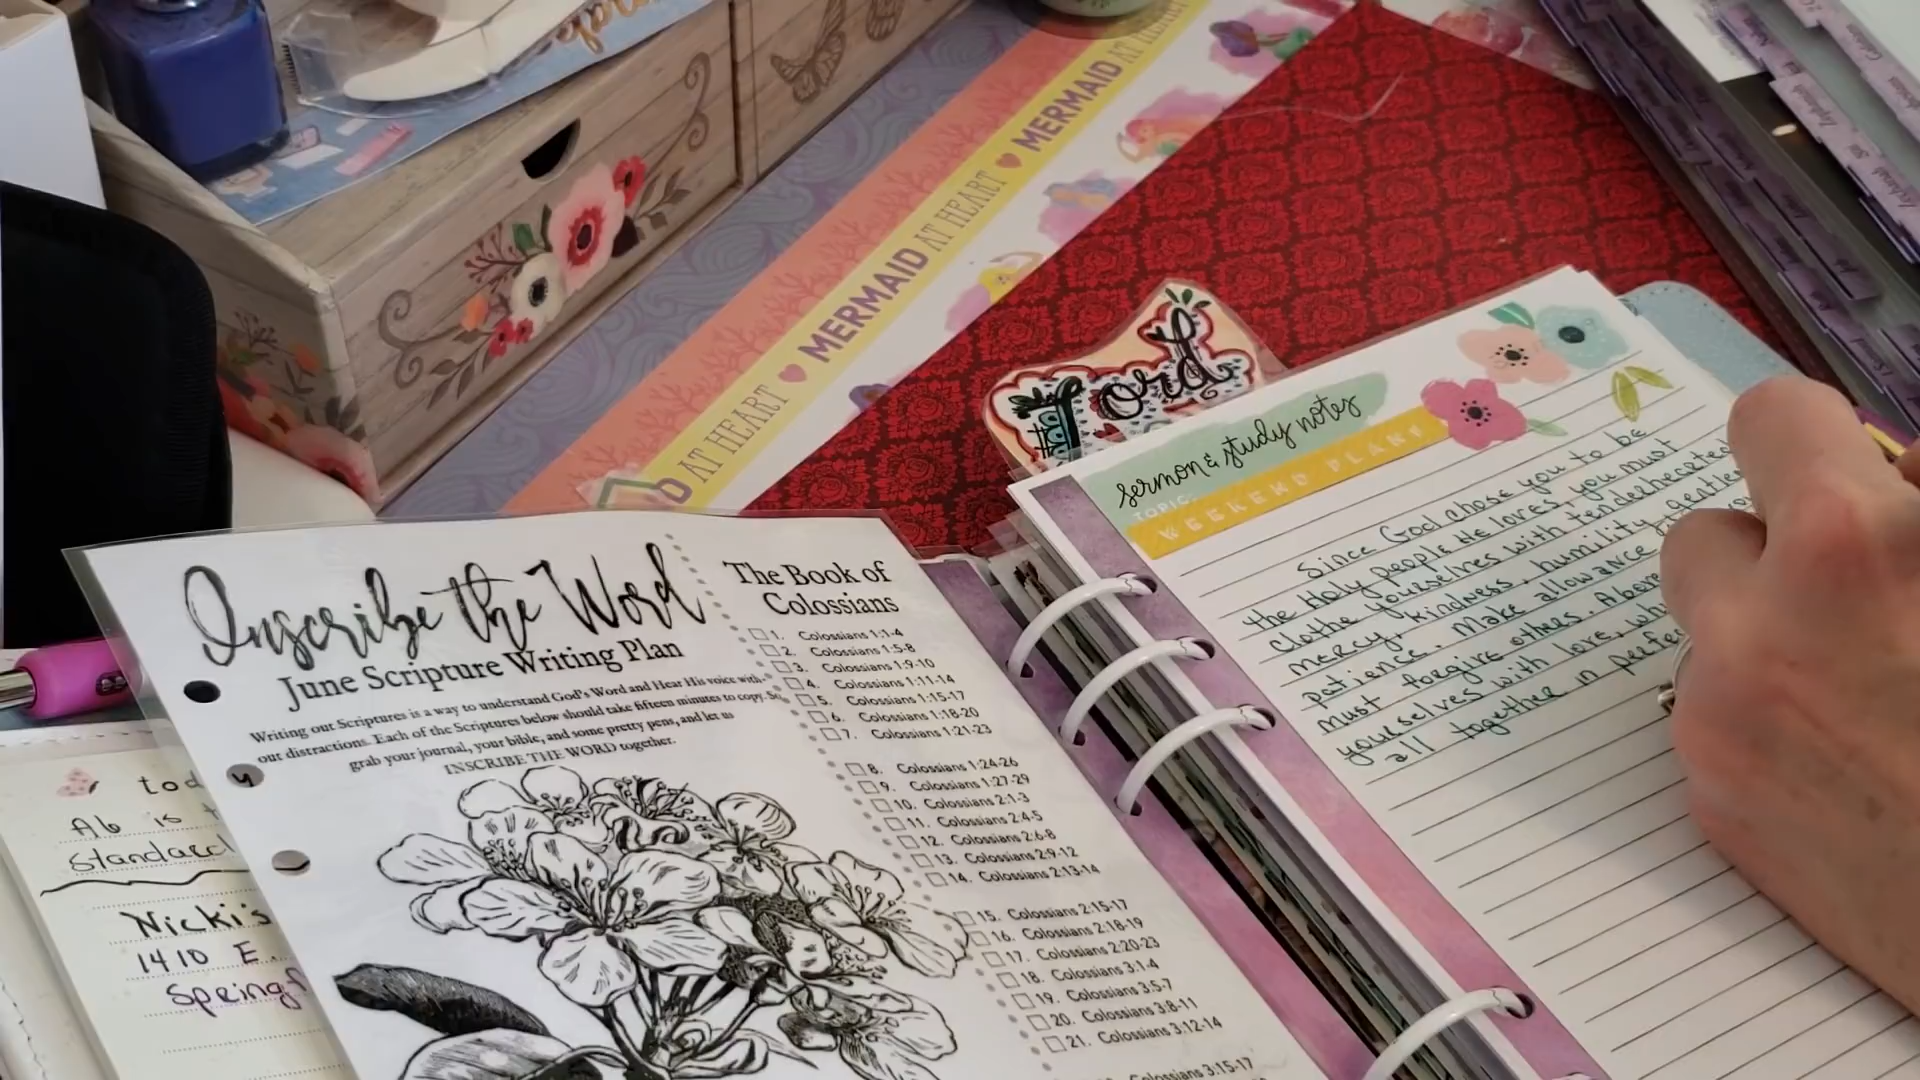 MERMAID AT HEART
MERMAID AT HEART
AT HEART
Lord
Inscribe the Word
June Scripture Writing Plan
Writing out Scriptures is a way to understand God's Word and Hear His voice with-
out distractions. Each of the Scriptures below should take fifteen minutes to copy. So
grab your journal, your bible, and some pretty pens, and let us
INSCRIBE THE WORD together.
The Book of
Colossians
1. Colossians 1:1-4
2. Colossians 1:5-8
3. Colossians 1:9-10
4. Colossians 1:11-14
5. Colossians 1:15-17
6. Colossians 1:18-20
7. Colossians 1:21-23
8. Colossians 1:24-26
9. Colossians 1:27-29
10. Colossians 2:1-3
11. Colossians 2:4-5
12. Colossians 2:6-8
13. Colossians 2:9-12
14. Colossians 2:13-14
15. Colossians 2:15-17
16. Colossians 2:18-19
17. Colossians 2:20-23
18. Colossians 3:1-4
19. Colossians 3:5-7
20. Colossians 3:8-11
21. Colossians 3:12-14
3:15-17
sermon & study notes
TOPIC:
WEEKEND PLANS
Since God chose you to be
the Holy people He loves, you must
clothe yourselves with tenderhearted
mercy, kindness, humility, gentle
patience. Make allowance
must forgive others. Above
yourselves with love,
all together in
A6 is
standard
Nicki's
1410 E.